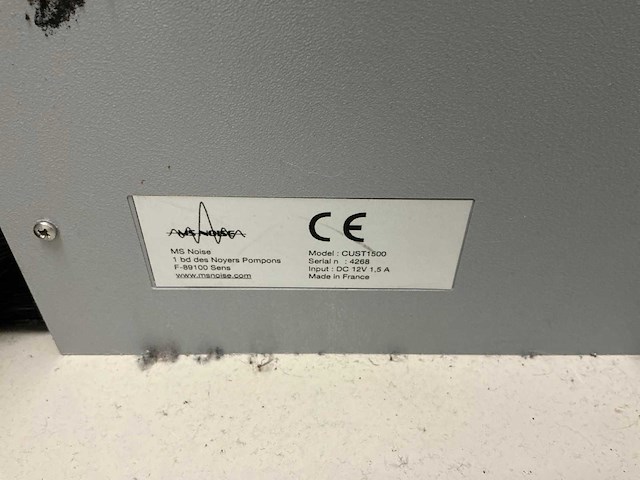 MS NOISE
MS Noise
1 bd des Noyers Pompons
F-89100 Sens
www.msnoise.com
CE
Model : CUST1500
Serial n : 4268
Input : DC 12V 1,5 A
Made in France